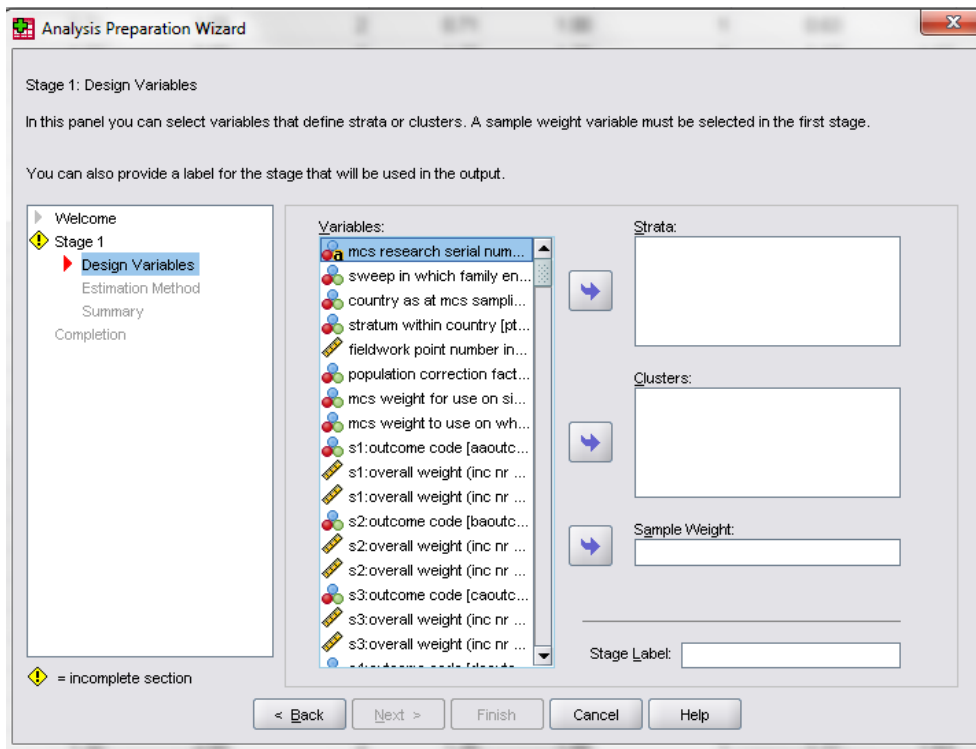 Analysis Preparation Wizard
Stage 1: Design Variables
In this panel you can select variables that define strata or clusters. A sample weight variable must be selected in the first stage.
You can also provide a label for the stage that will be used in the output.
Welcome
Stage 1
Design Variables
Estimation Method
Summary
Completion
= incomplete section
Variables:
mcs research serial num...
sweep in which family en...
country as at mcs sampli...
stratum within country [pt...
fieldwork point number in...
population correction fact...
mcs weight for use on si...
mcs weight to use on wh...
s1:outcome code [aaoutc...
s1:overall weight (inc nr ...
s1:overall weight (inc nr ...
s2:outcome code [baoutc...
s2:overall weight (inc nr ...
s2:overall weight (inc nr ...
s3:outcome code [caoutc...
s3:overall weight (inc nr ...
s3:overall weight (inc nr ...
Strata:
Clusters:
Sample Weight:
Stage Label:
< Back
Next >
Finish
Cancel
Help